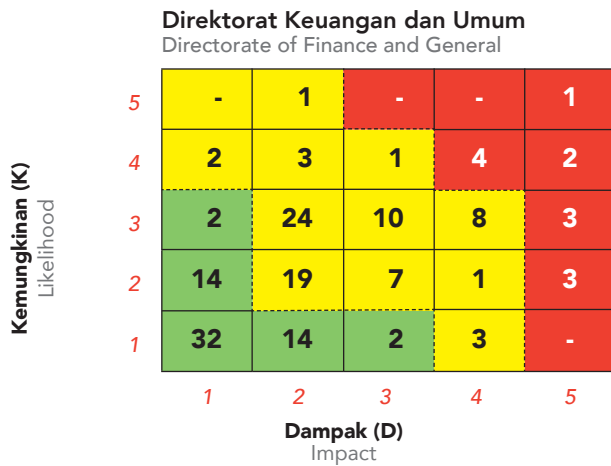 Direktorat Keuangan dan Umum
Directorate of Finance and General
Kemungkinan (K)
Likelihood
5 - 1 - - 1
4 2 3 1 4 2
3 2 24 10 8 3
2 14 19 7 1 3
1 32 14 2 3 -
1 2 3 4 5
Dampak (D)
Impact